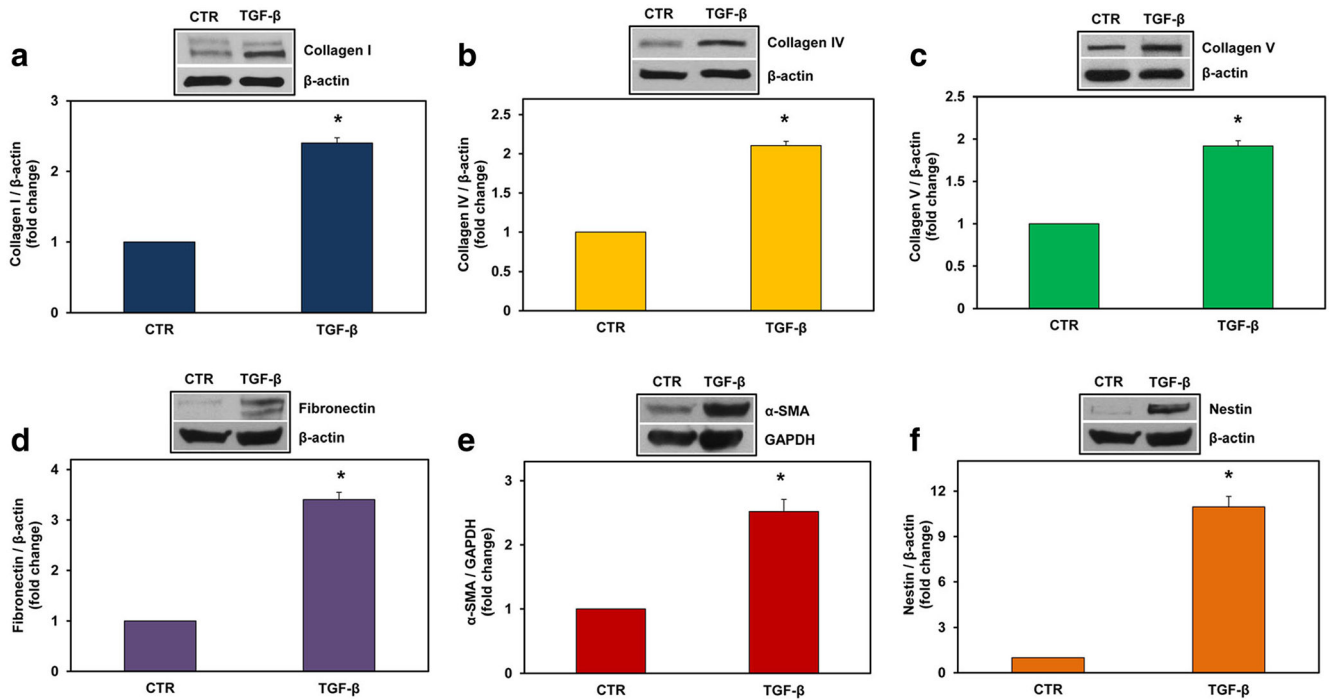 a
CTR TGF-β
Collagen I
β-actin
Collagen I / β-actin
(fold change)
3
2
1
0
*
CTR TGF-β
b
CTR TGF-β
Collagen IV
β-actin
Collagen IV / β-actin
(fold change)
2.5
2
1.5
1
0.5
0
*
CTR TGF-β
c
CTR TGF-β
Collagen V
β-actin
Collagen V / β-actin
(fold change)
2.5
2
1.5
1
0.5
0
*
CTR TGF-β
d
CTR TGF-β
Fibronectin
β-actin
Fibronectin / β-actin
(fold change)
4
3
2
1
0
*
CTR TGF-β
e
CTR TGF-β
α-SMA
GAPDH
α-SMA / GAPDH
(fold change)
3
2
1
0
*
CTR TGF-β
f
CTR TGF-β
Nestin
β-actin
Nestin / β-actin
(fold change)
12
9
6
3
0
*
CTR TGF-β